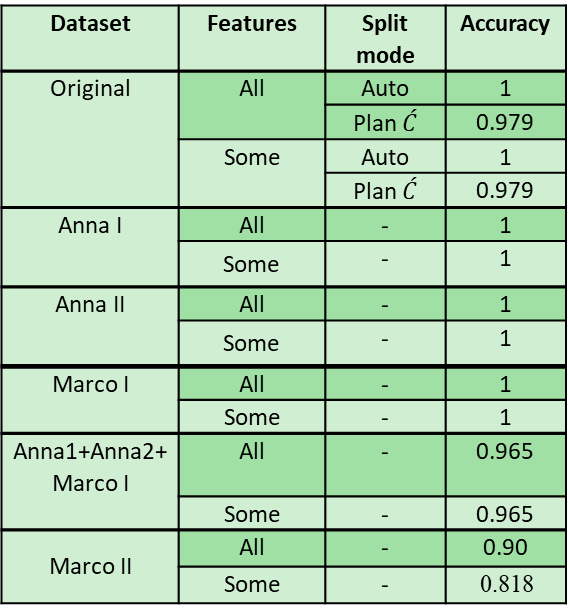 Dataset Features Split mode Accuracy
Original All Auto 1
Plan Ć 0.979
Some Auto 1
Plan Ć 0.979
Anna I All - 1
Some - 1
Anna II All - 1
Some - 1
Marco I All - 1
Some - 1
Anna1+Anna2+ All - 0.965
Marco I
Some - 0.965
Marco II All - 0.90
Some - 0.818